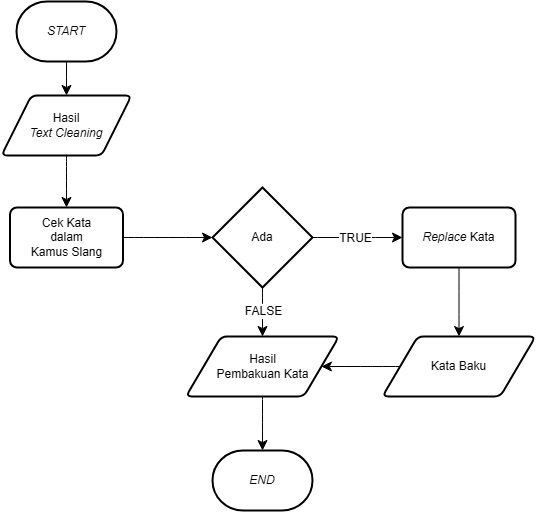 START
Hasil
Text Cleaning
Cek Kata
dalam
Kamus Slang
Ada
TRUE
Replace Kata
FALSE
Hasil
Pembakuan Kata
Kata Baku
END